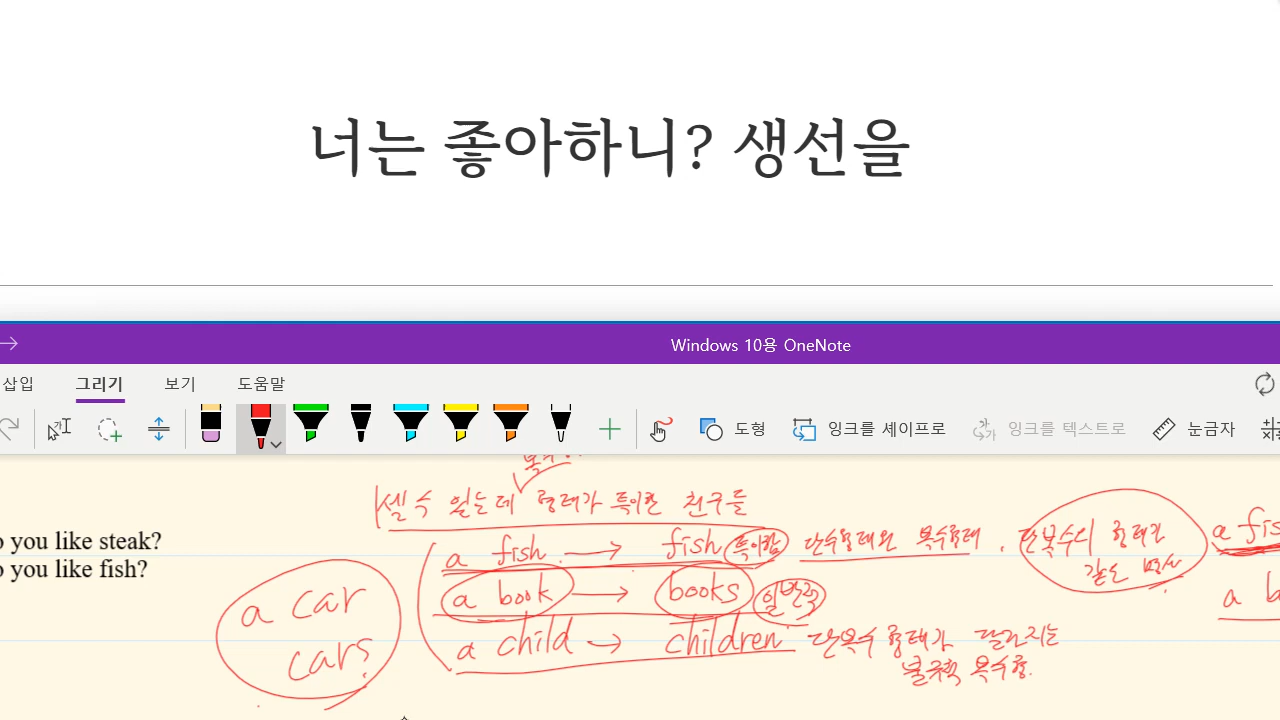 너는 좋아하니? 생선을
Windows 10용 OneNote
삽입 그리기 보기 도움말
도형 잉크를 셰이프로 잉크를 텍스트로 눈금자
셀 수 있는데 형태가 특이한 친구들
o you like steak?
o you like fish?
a fish → fish 특이함 단수형태와 복수형태. 단복수의 형태가 같은 명사
a fis
a book → books 일반적
a child → children 단복수 형태가 달라지는 불규칙 복수형.
a car
cars